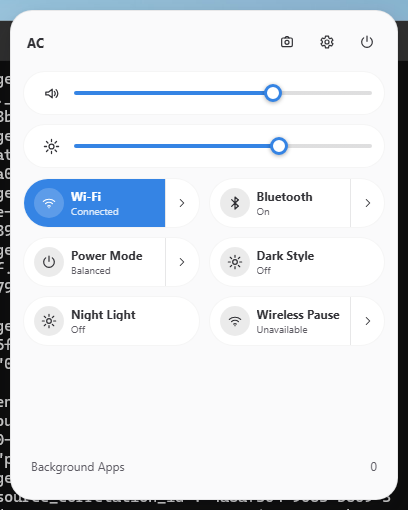 AC
Wi-Fi
Connected
Bluetooth
On
Power Mode
Balanced
Dark Style
Off
Night Light
Off
Wireless Pause
Unavailable
Background Apps 0